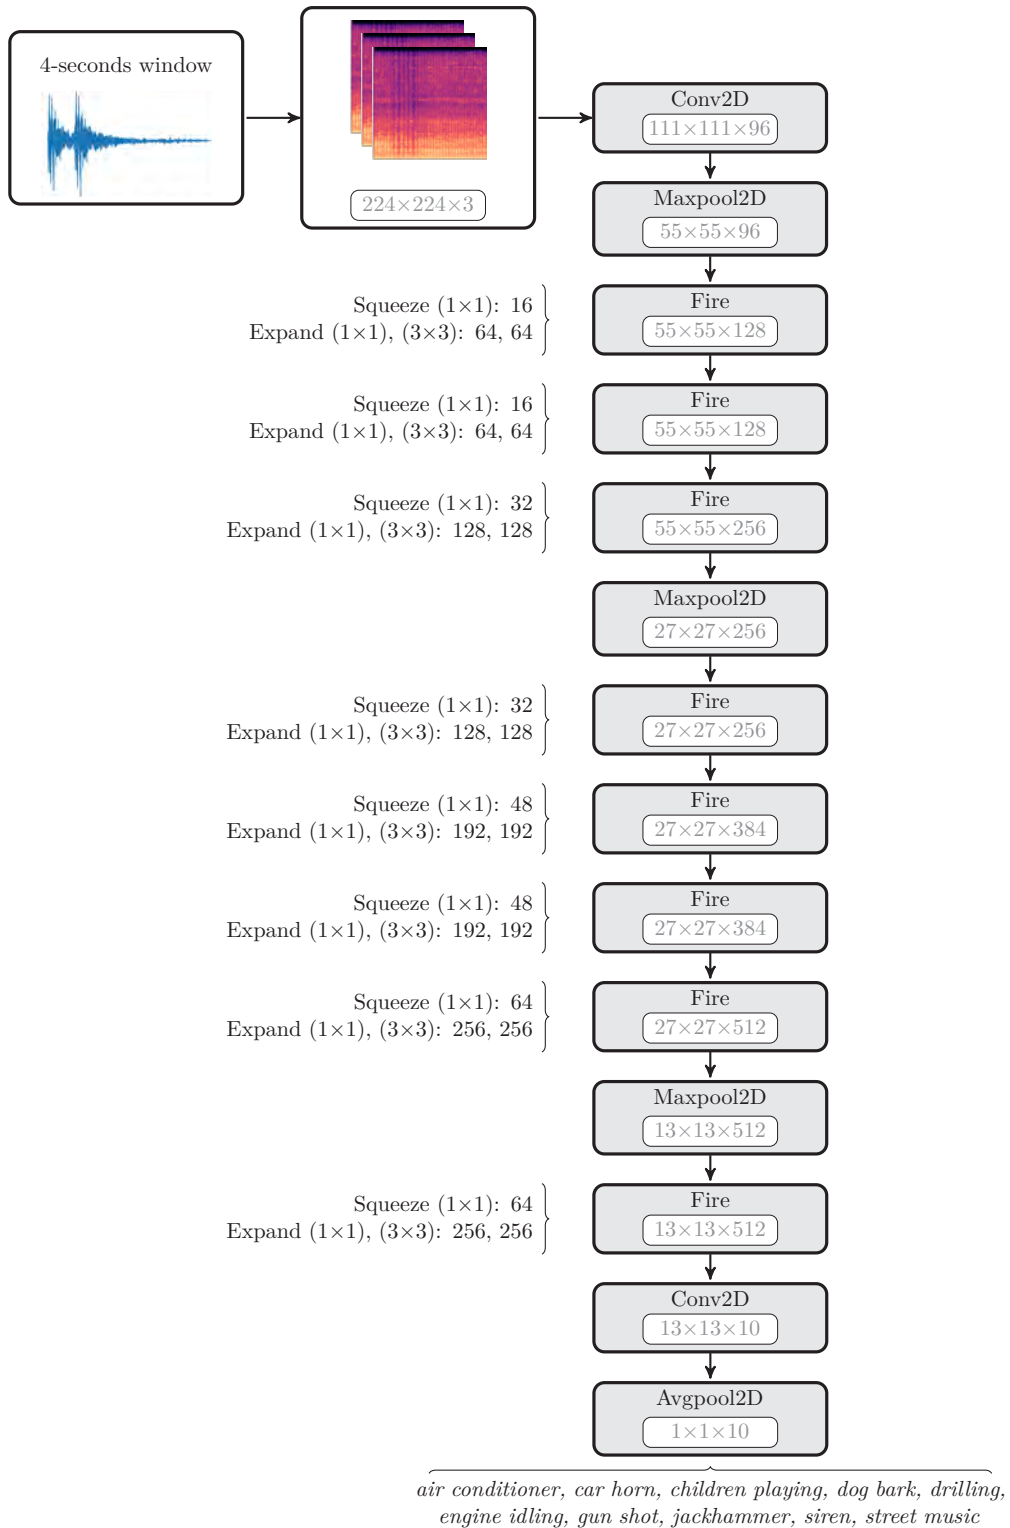 4-seconds window
224×224×3
Conv2D
111×111×96
Maxpool2D
55×55×96
Squeeze (1×1): 16
Expand (1×1), (3×3): 64, 64
Fire
55×55×128
Squeeze (1×1): 16
Expand (1×1), (3×3): 64, 64
Fire
55×55×128
Squeeze (1×1): 32
Expand (1×1), (3×3): 128, 128
Fire
55×55×256
Maxpool2D
27×27×256
Squeeze (1×1): 32
Expand (1×1), (3×3): 128, 128
Fire
27×27×256
Squeeze (1×1): 48
Expand (1×1), (3×3): 192, 192
Fire
27×27×384
Squeeze (1×1): 48
Expand (1×1), (3×3): 192, 192
Fire
27×27×384
Squeeze (1×1): 64
Expand (1×1), (3×3): 256, 256
Fire
27×27×512
Maxpool2D
13×13×512
Squeeze (1×1): 64
Expand (1×1), (3×3): 256, 256
Fire
13×13×512
Conv2D
13×13×10
Avgpool2D
1×1×10
air conditioner, car horn, children playing, dog bark, drilling,
engine idling, gun shot, jackhammer, siren, street music